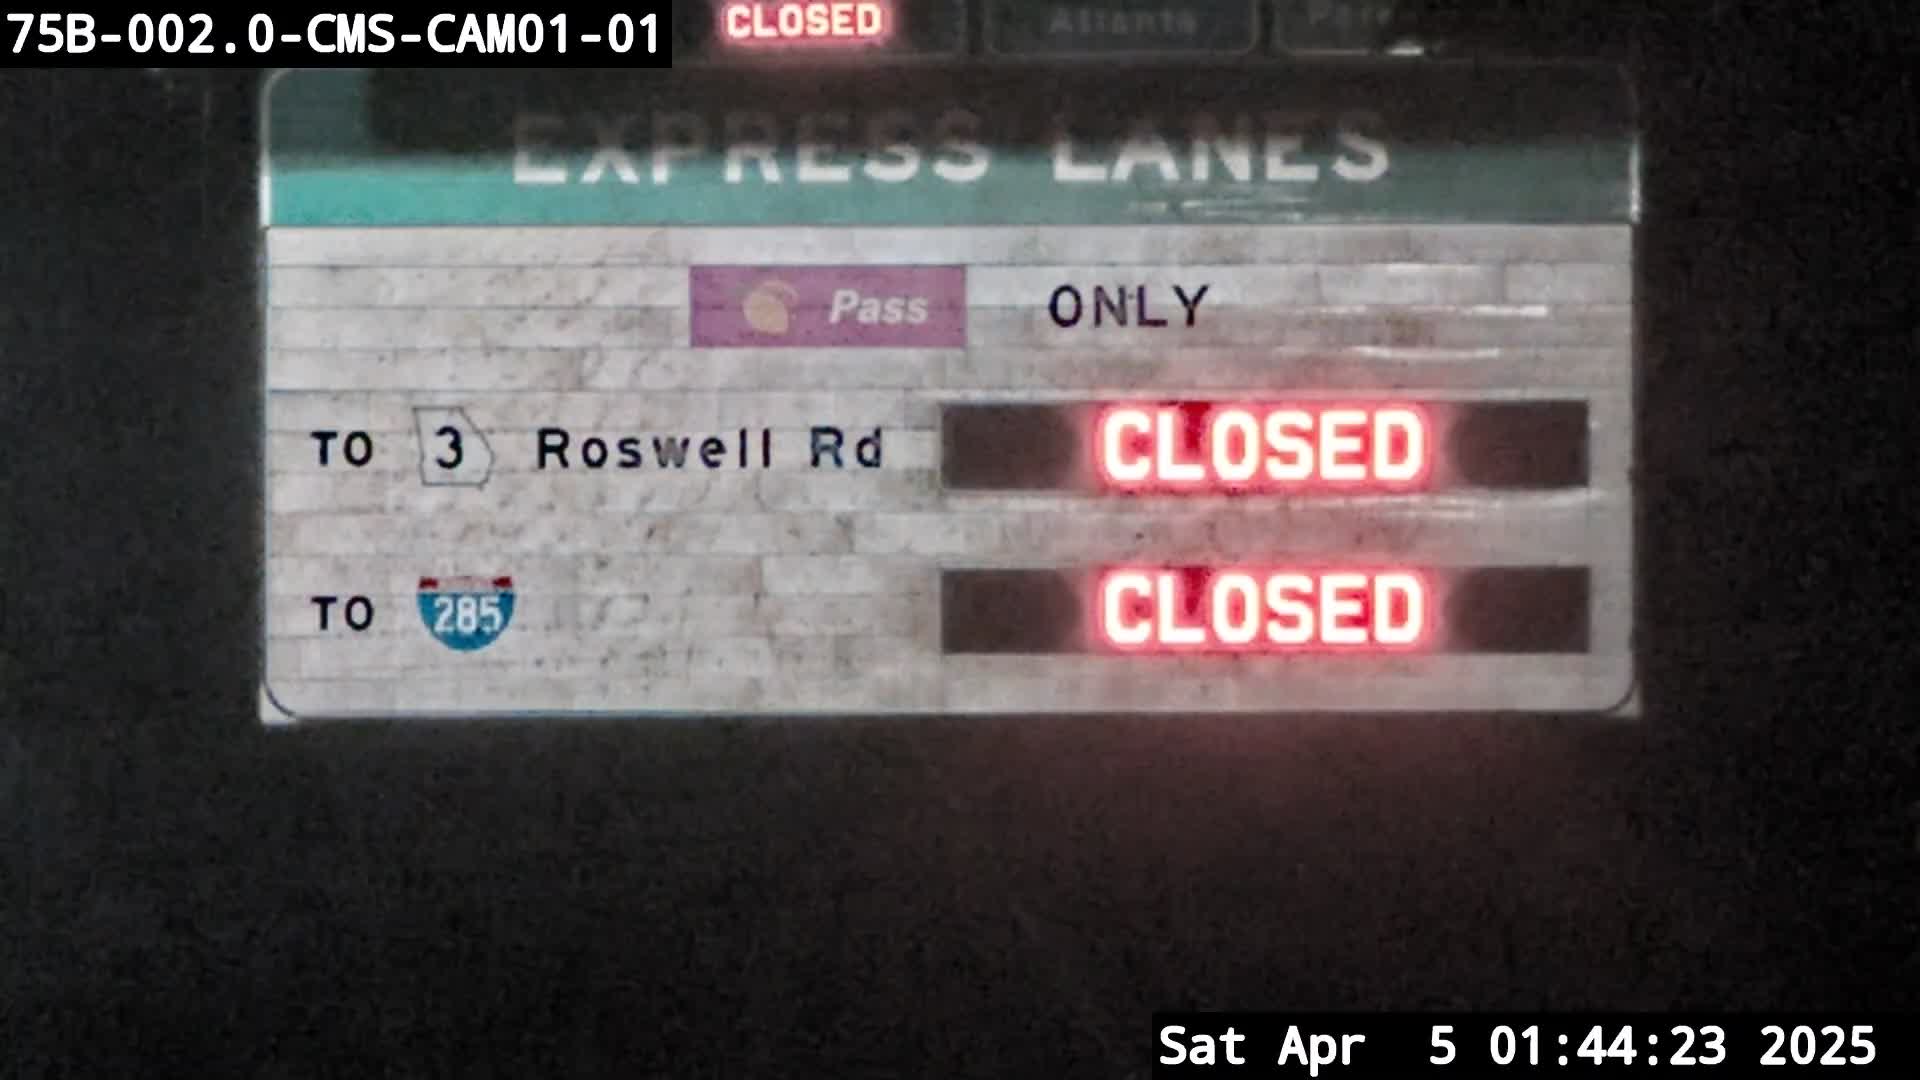 75B-002.0-CMS-CAM01-01
CLOSED
Atlanta
EXPRESS LANES
Pass ONLY
TO 3 Roswell Rd CLOSED
TO 285 CLOSED
Sat Apr 5 01:44:23 2025